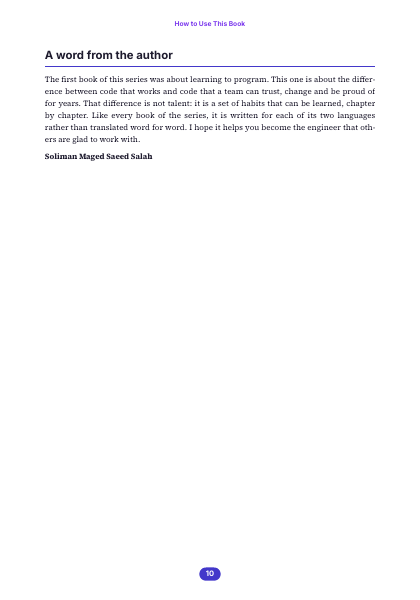 How to Use This Book
A word from the author
The first book of this series was about learning to program. This one is about the differ-
ence between code that works and code that a team can trust, change and be proud of
for years. That difference is not talent: it is a set of habits that can be learned, chapter
by chapter. Like every book of the series, it is written for each of its two languages
rather than translated word for word. I hope it helps you become the engineer that oth-
ers are glad to work with.
Soliman Maged Saeed Salah
10